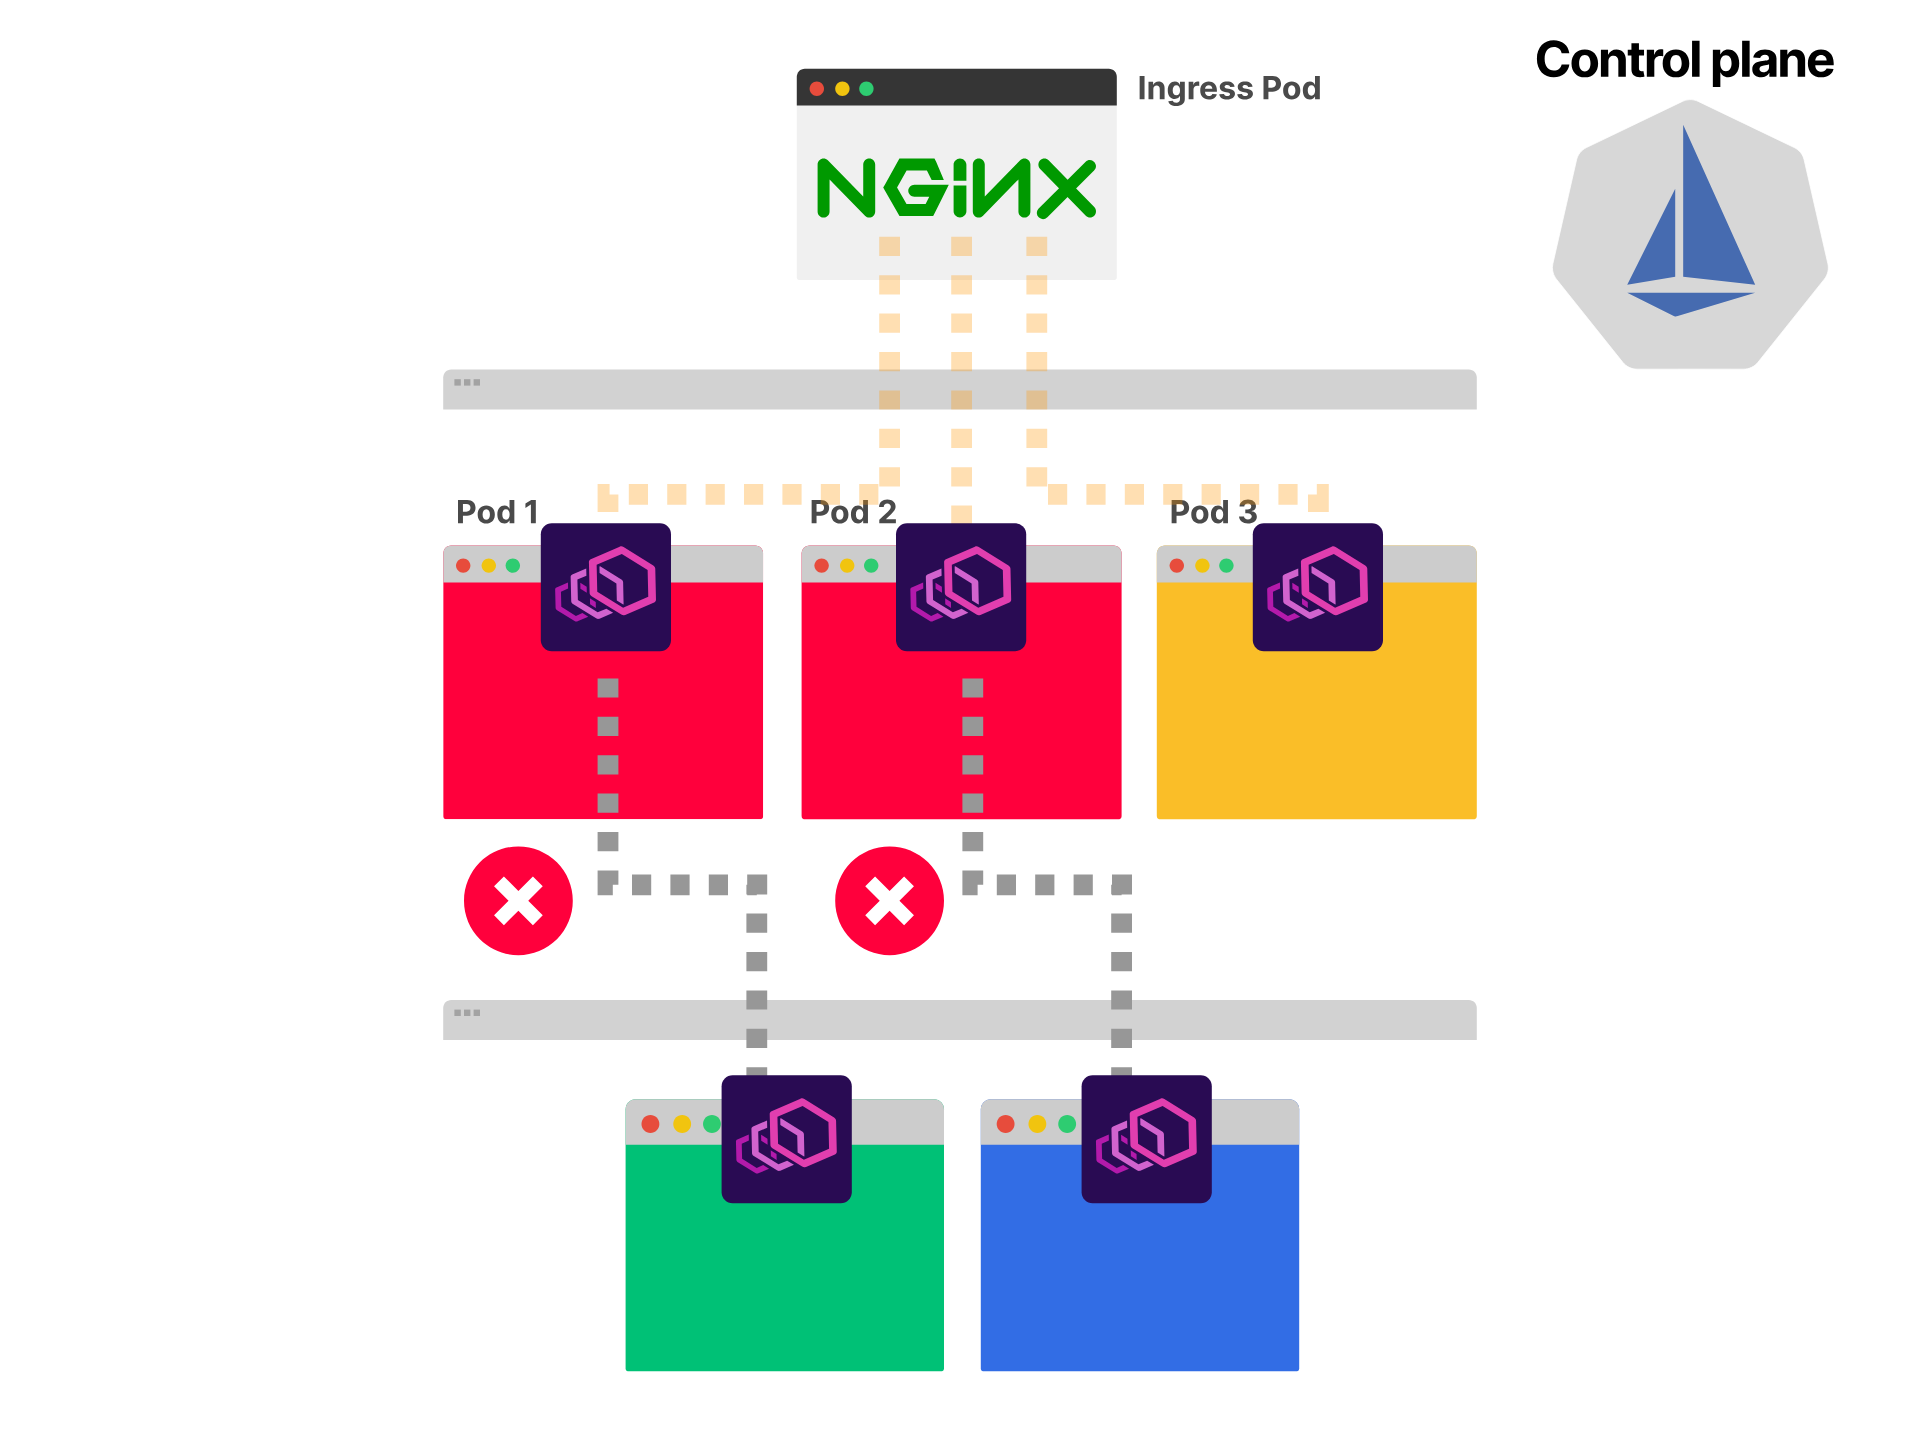 Control plane
Ingress Pod
NGINX
Pod 1
Pod 2
Pod 3